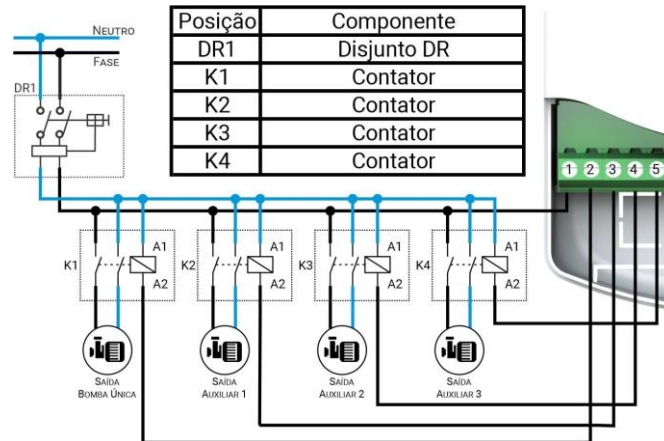 NEUTRO
FASE
DR1
Posição Componente
DR1 Disjunto DR
K1 Contator
K2 Contator
K3 Contator
K4 Contator
1 2 3 4 5
K1 A1 A2
K2 A1 A2
K3 A1 A2
K4 A1 A2
SAÍDA
BOMBA ÚNICA
SAÍDA
AUXILIAR 1
SAÍDA
AUXILIAR 2
SAÍDA
AUXILIAR 3